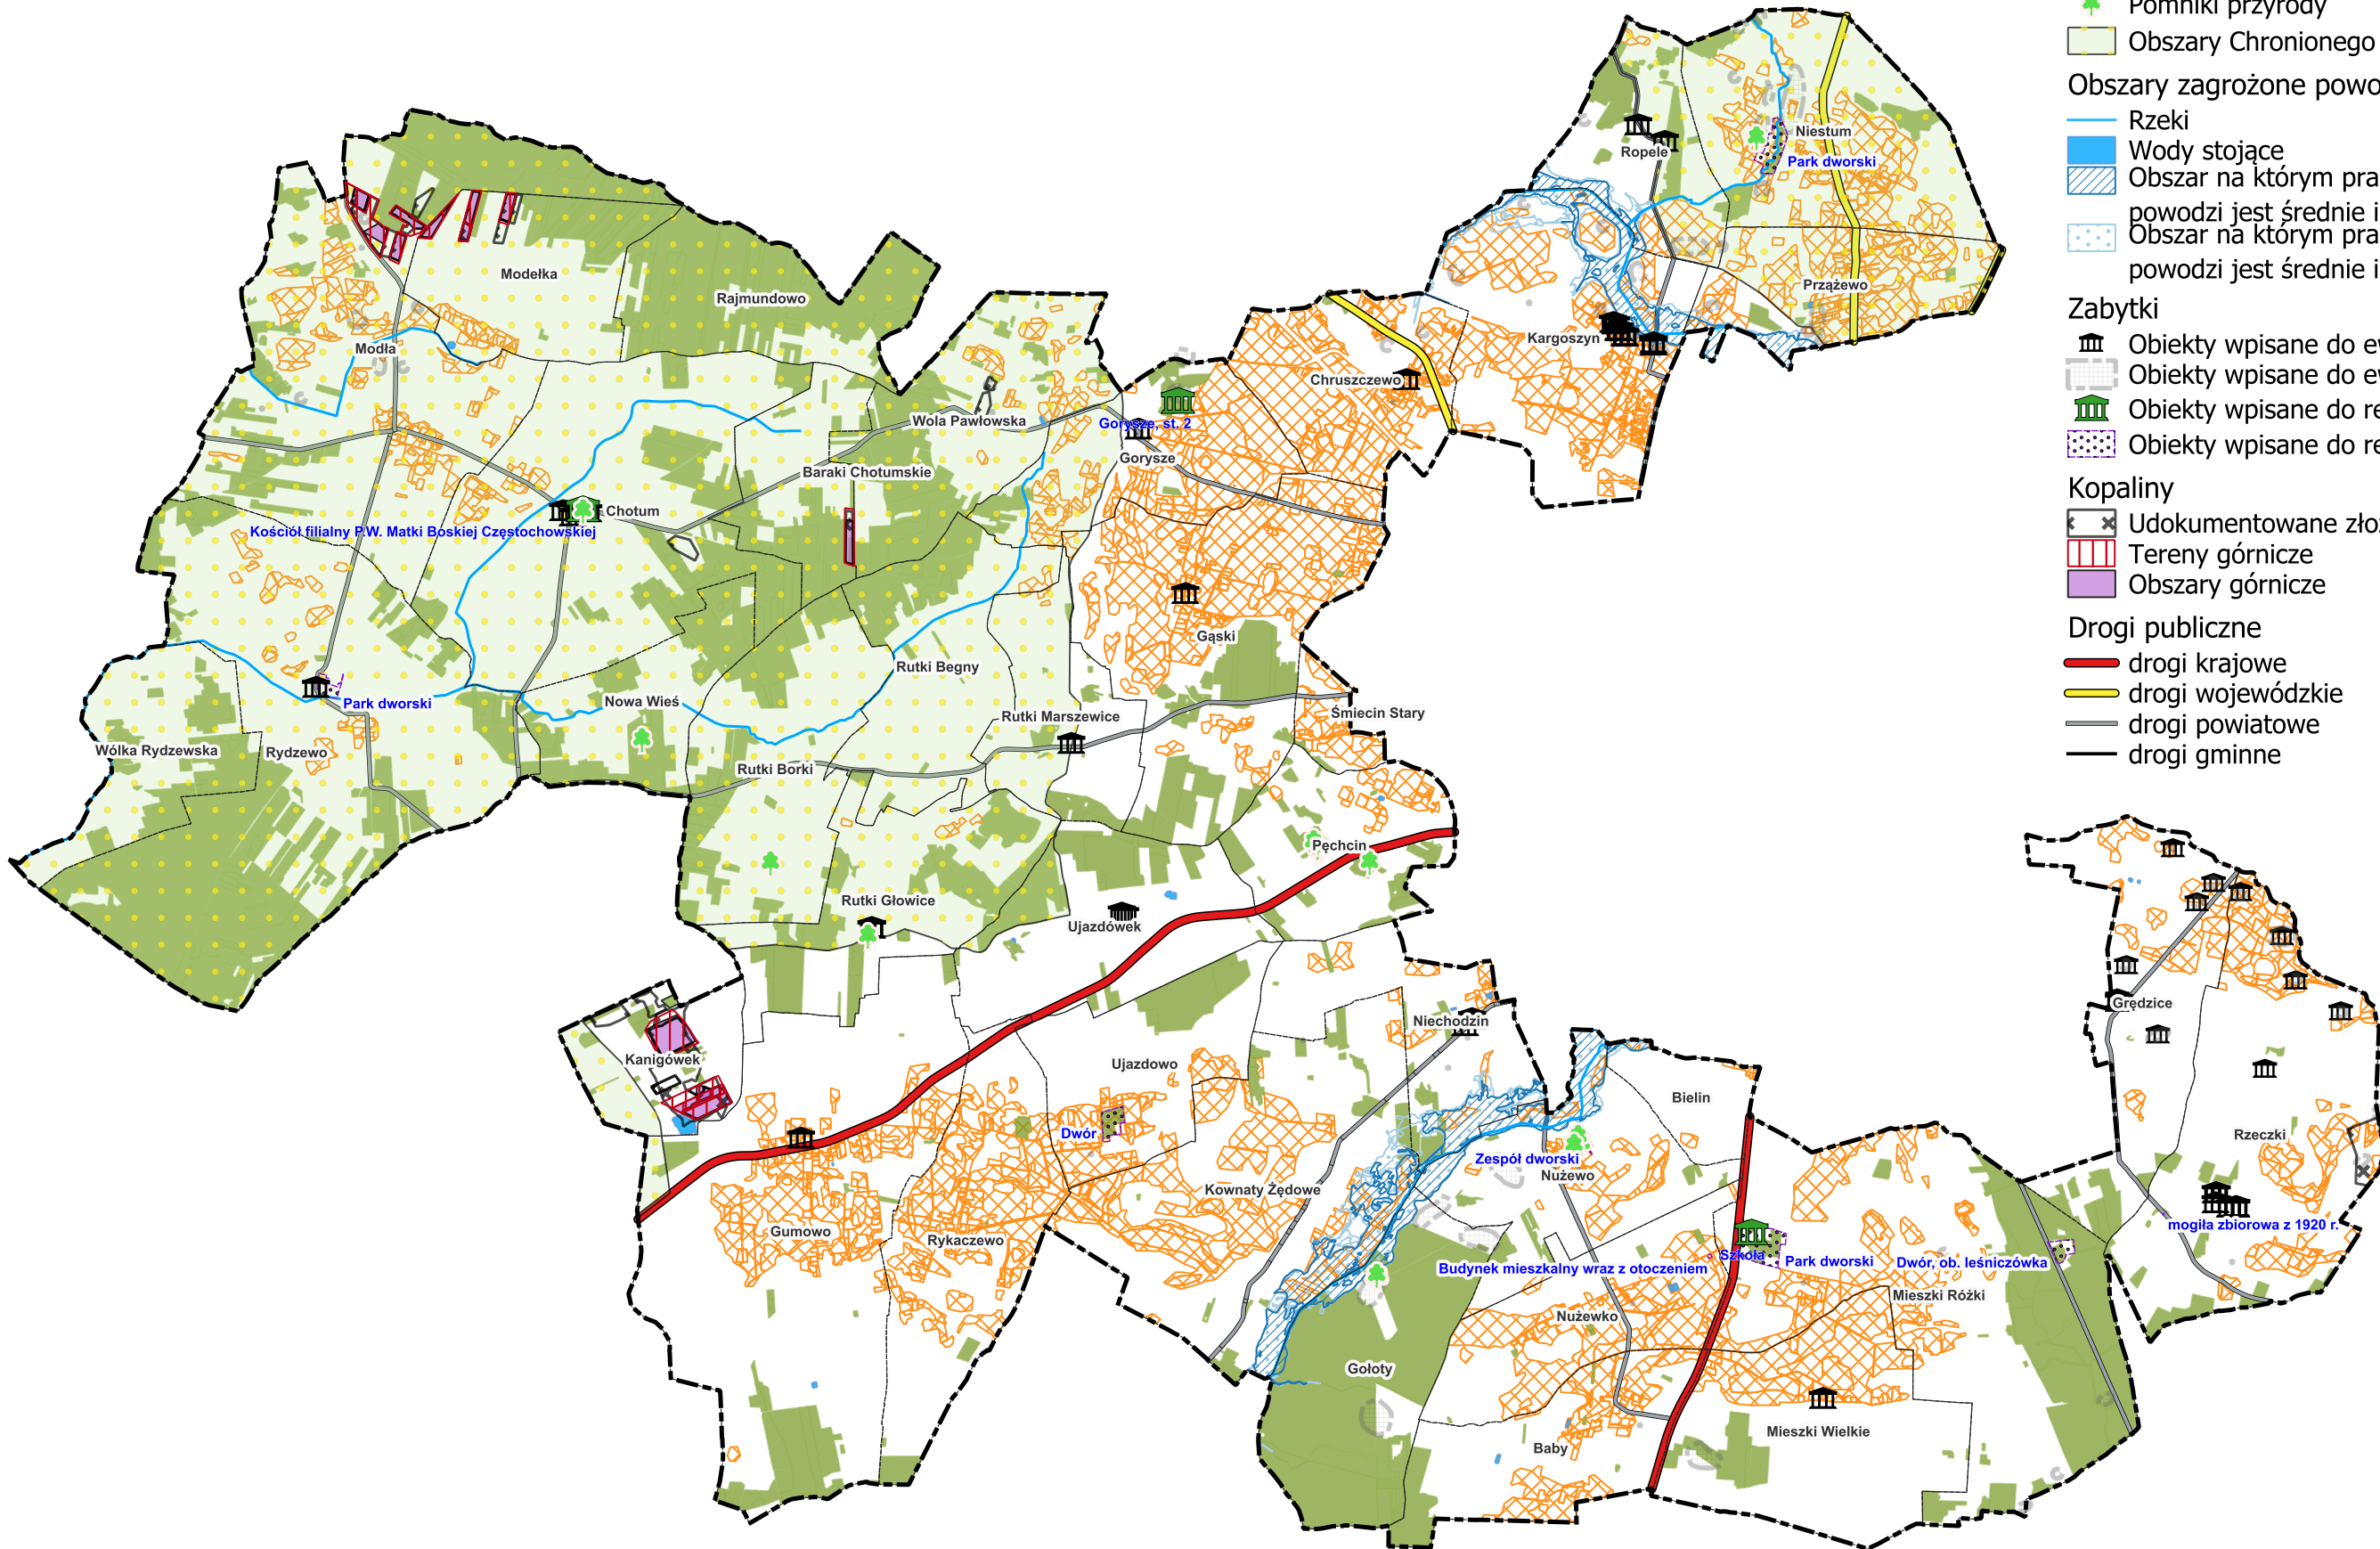 Pomniki przyrody
Obszary Chronionego
Obszary zagrożone powo
Rzeki
Wody stojące
Obszar na którym pra
powodzi jest średnie i
Obszar na którym pra
powodzi jest średnie i
Zabytki
Obiekty wpisane do ew
Obiekty wpisane do ew
Obiekty wpisane do re
Obiekty wpisane do re
Kopaliny
Udokumentowane złoż
Tereny górnicze
Obszary górnicze
Drogi publiczne
drogi krajowe
drogi wojewódzkie
drogi powiatowe
drogi gminne
Niestum
Ropele
Park dworski
Modełka
Rajmundowo
Przążewo
Kargoszyn
Modła
Chruszczewo
Wola Pawłowska
Gorysze, st. 2
Gorysze
Baraki Chotumskie
Chotum
Kościół filialny P.W. Matki Boskiej Częstochowskiej
Gąski
Rutki Begny
Nowa Wieś
Park dworski
Rutki Marszewice
Śmiecin Stary
Wólka Rydzewska
Rydzewo
Rutki Borki
Pęchcin
Rutki Głowice
Ujazdówek
Grędzice
Niechodzin
Kanigówek
Ujazdowo
Bielin
Dwór
Rzeczki
Zespół dworski
Nużewo
Kownaty Żędowe
mogiła zbiorowa z 1920 r.
Gumowo
Rykaczewo
Szkoła
Park dworski
Dwór, ob. leśniczówka
Budynek mieszkalny wraz z otoczeniem
Mieszki Różki
Nużewko
Gołoty
Mieszki Wielkie
Baby